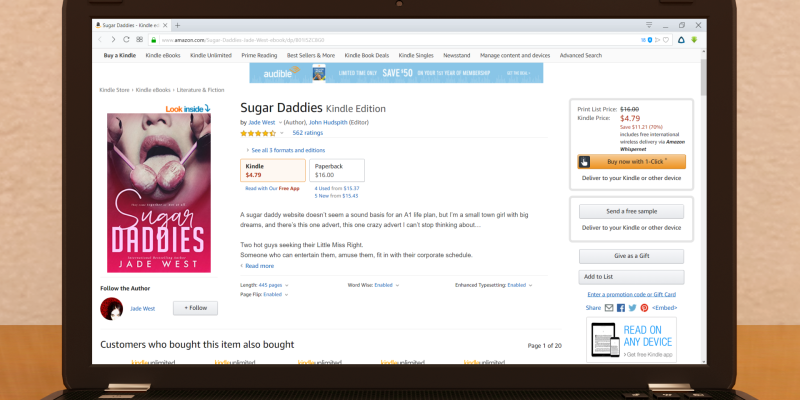 Sugar Daddies - Kindle e
www.amazon.com/Sugar-Daddies-Jade-West-ebook/dp/
Buy a Kindle Kindle eBooks Kindle Unlimited Prime Reading Best Sellers & More Kindle Book Deals Kindle Singles Newsstand Manage content and devices Advanced Search
audible LIMITED TIME ONLY SAVE $50 ON YOUR 1ST YEAR OF MEMBERSHIP
Kindle Store › Kindle eBooks › Literature & Fiction
Look inside
Sugar
DADDIES
JADE WEST
Follow the Author
Jade West
+ Follow
Sugar Daddies Kindle Edition
by Jade West (Author), John Hudspith (Editor)
562 ratings
› See all 3 formats and editions
Kindle
$4.79
Paperback
$16.00
Read with Our Free App
4 Used from $15.37
5 New from $15.43
A sugar daddy website doesn't seem a sound basis for an A1 life plan, but I'm a small town girl with big
dreams, and there's this one advert, this one crazy advert I can't stop thinking about...
Two hot guys seeking their Little Miss Right.
Someone who can entertain them, amuse them, fit in with their corporate schedule.
› Read more
Length: 445 pages Word Wise: Enabled Enhanced Typesetting: Enabled
Page Flip: Enabled
Print List Price: $16.00
Kindle Price: $4.79
Save $11.21 (70%)
includes free international
wireless delivery via Amazon
Whispernet
Buy now with 1-Click
Deliver to your Kindle or other device
Send a free sample
Deliver to your Kindle or other device
Give as a Gift
Add to List
Enter a promotion code or Gift Card
Share <Embed>
READ ON
ANY DEVICE
› Get free Kindle app
Customers who bought this item also bought
Page 1 of 20
kindleunlimited kindleunlimited kindleunlimited kindleunlimited kindleunlimited